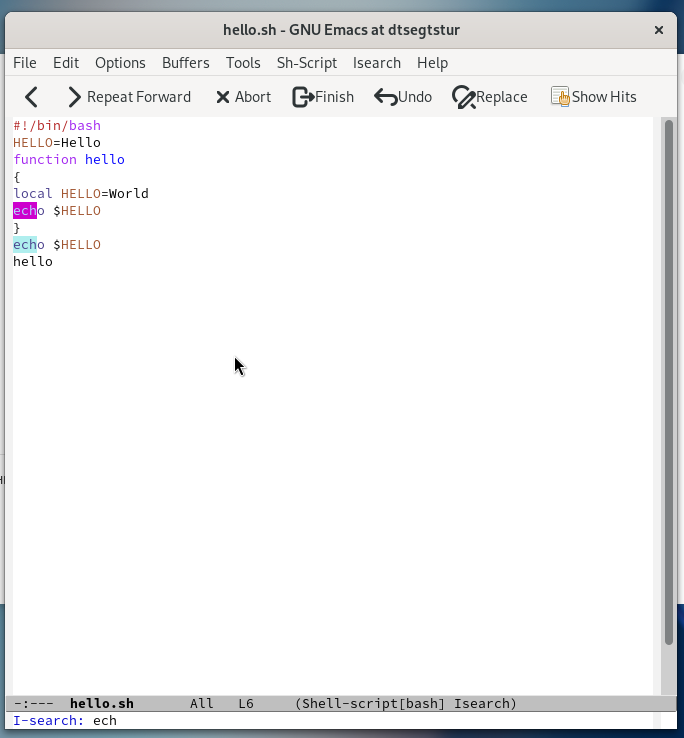 hello.sh - GNU Emacs at dtsegtstur ×
File Edit Options Buffers Tools Sh-Script Isearch Help
Repeat Forward Abort Finish Undo Replace Show Hits
#!/bin/bash
HELLO=Hello
function hello
{
local HELLO=World
echo $HELLO
}
echo $HELLO
hello
-:--- hello.sh All L6 (Shell-script[bash] Isearch)
I-search: ech